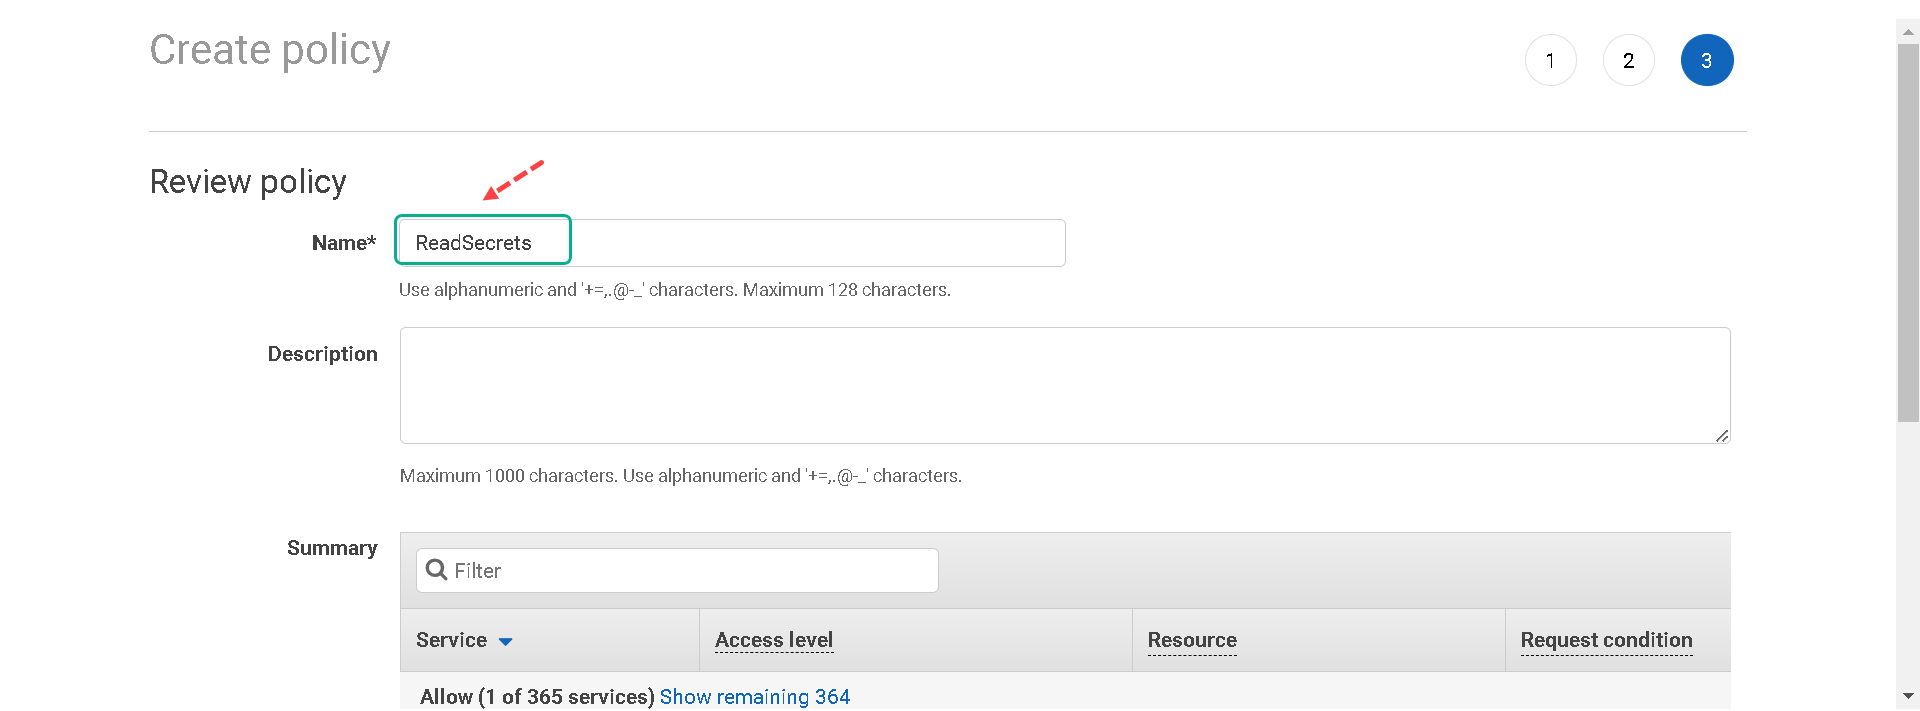 Create policy
1 2 3
Review policy
Name* ReadSecrets
Use alphanumeric and '+=,.@-_' characters. Maximum 128 characters.
Description
Maximum 1000 characters. Use alphanumeric and '+=,.@-_' characters.
Summary
Filter
Service Access level Resource Request condition
Allow (1 of 365 services) Show remaining 364